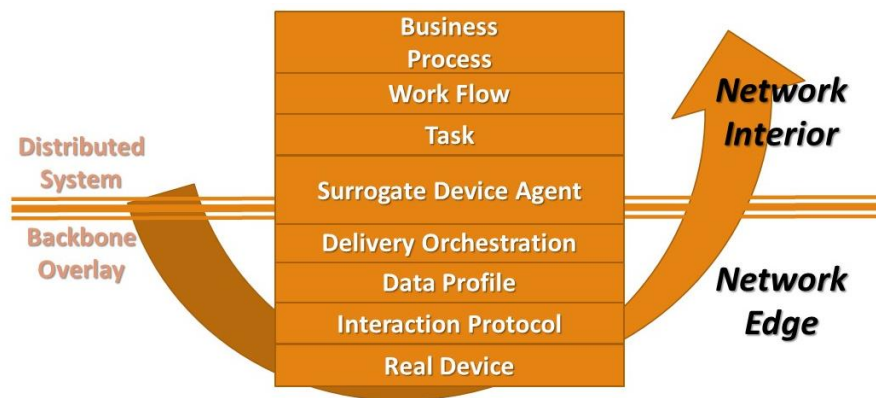 Business
Process
Work Flow
Task
Surrogate Device Agent
Delivery Orchestration
Data Profile
Interaction Protocol
Real Device
Distributed
System
Backbone
Overlay
Network
Interior
Network
Edge